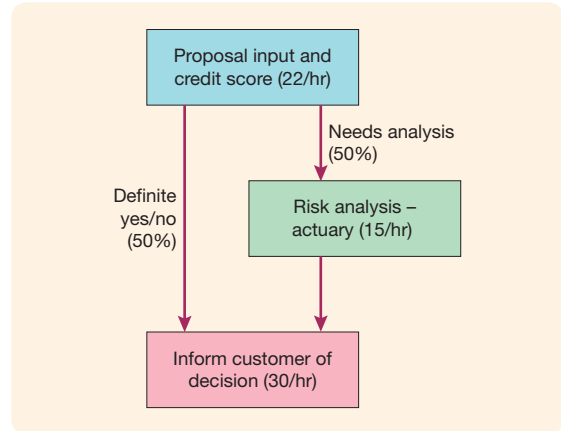 Proposal input and
credit score (22/hr)
Needs analysis
(50%)
Definite
yes/no
(50%)
Risk analysis –
actuary (15/hr)
Inform customer of
decision (30/hr)